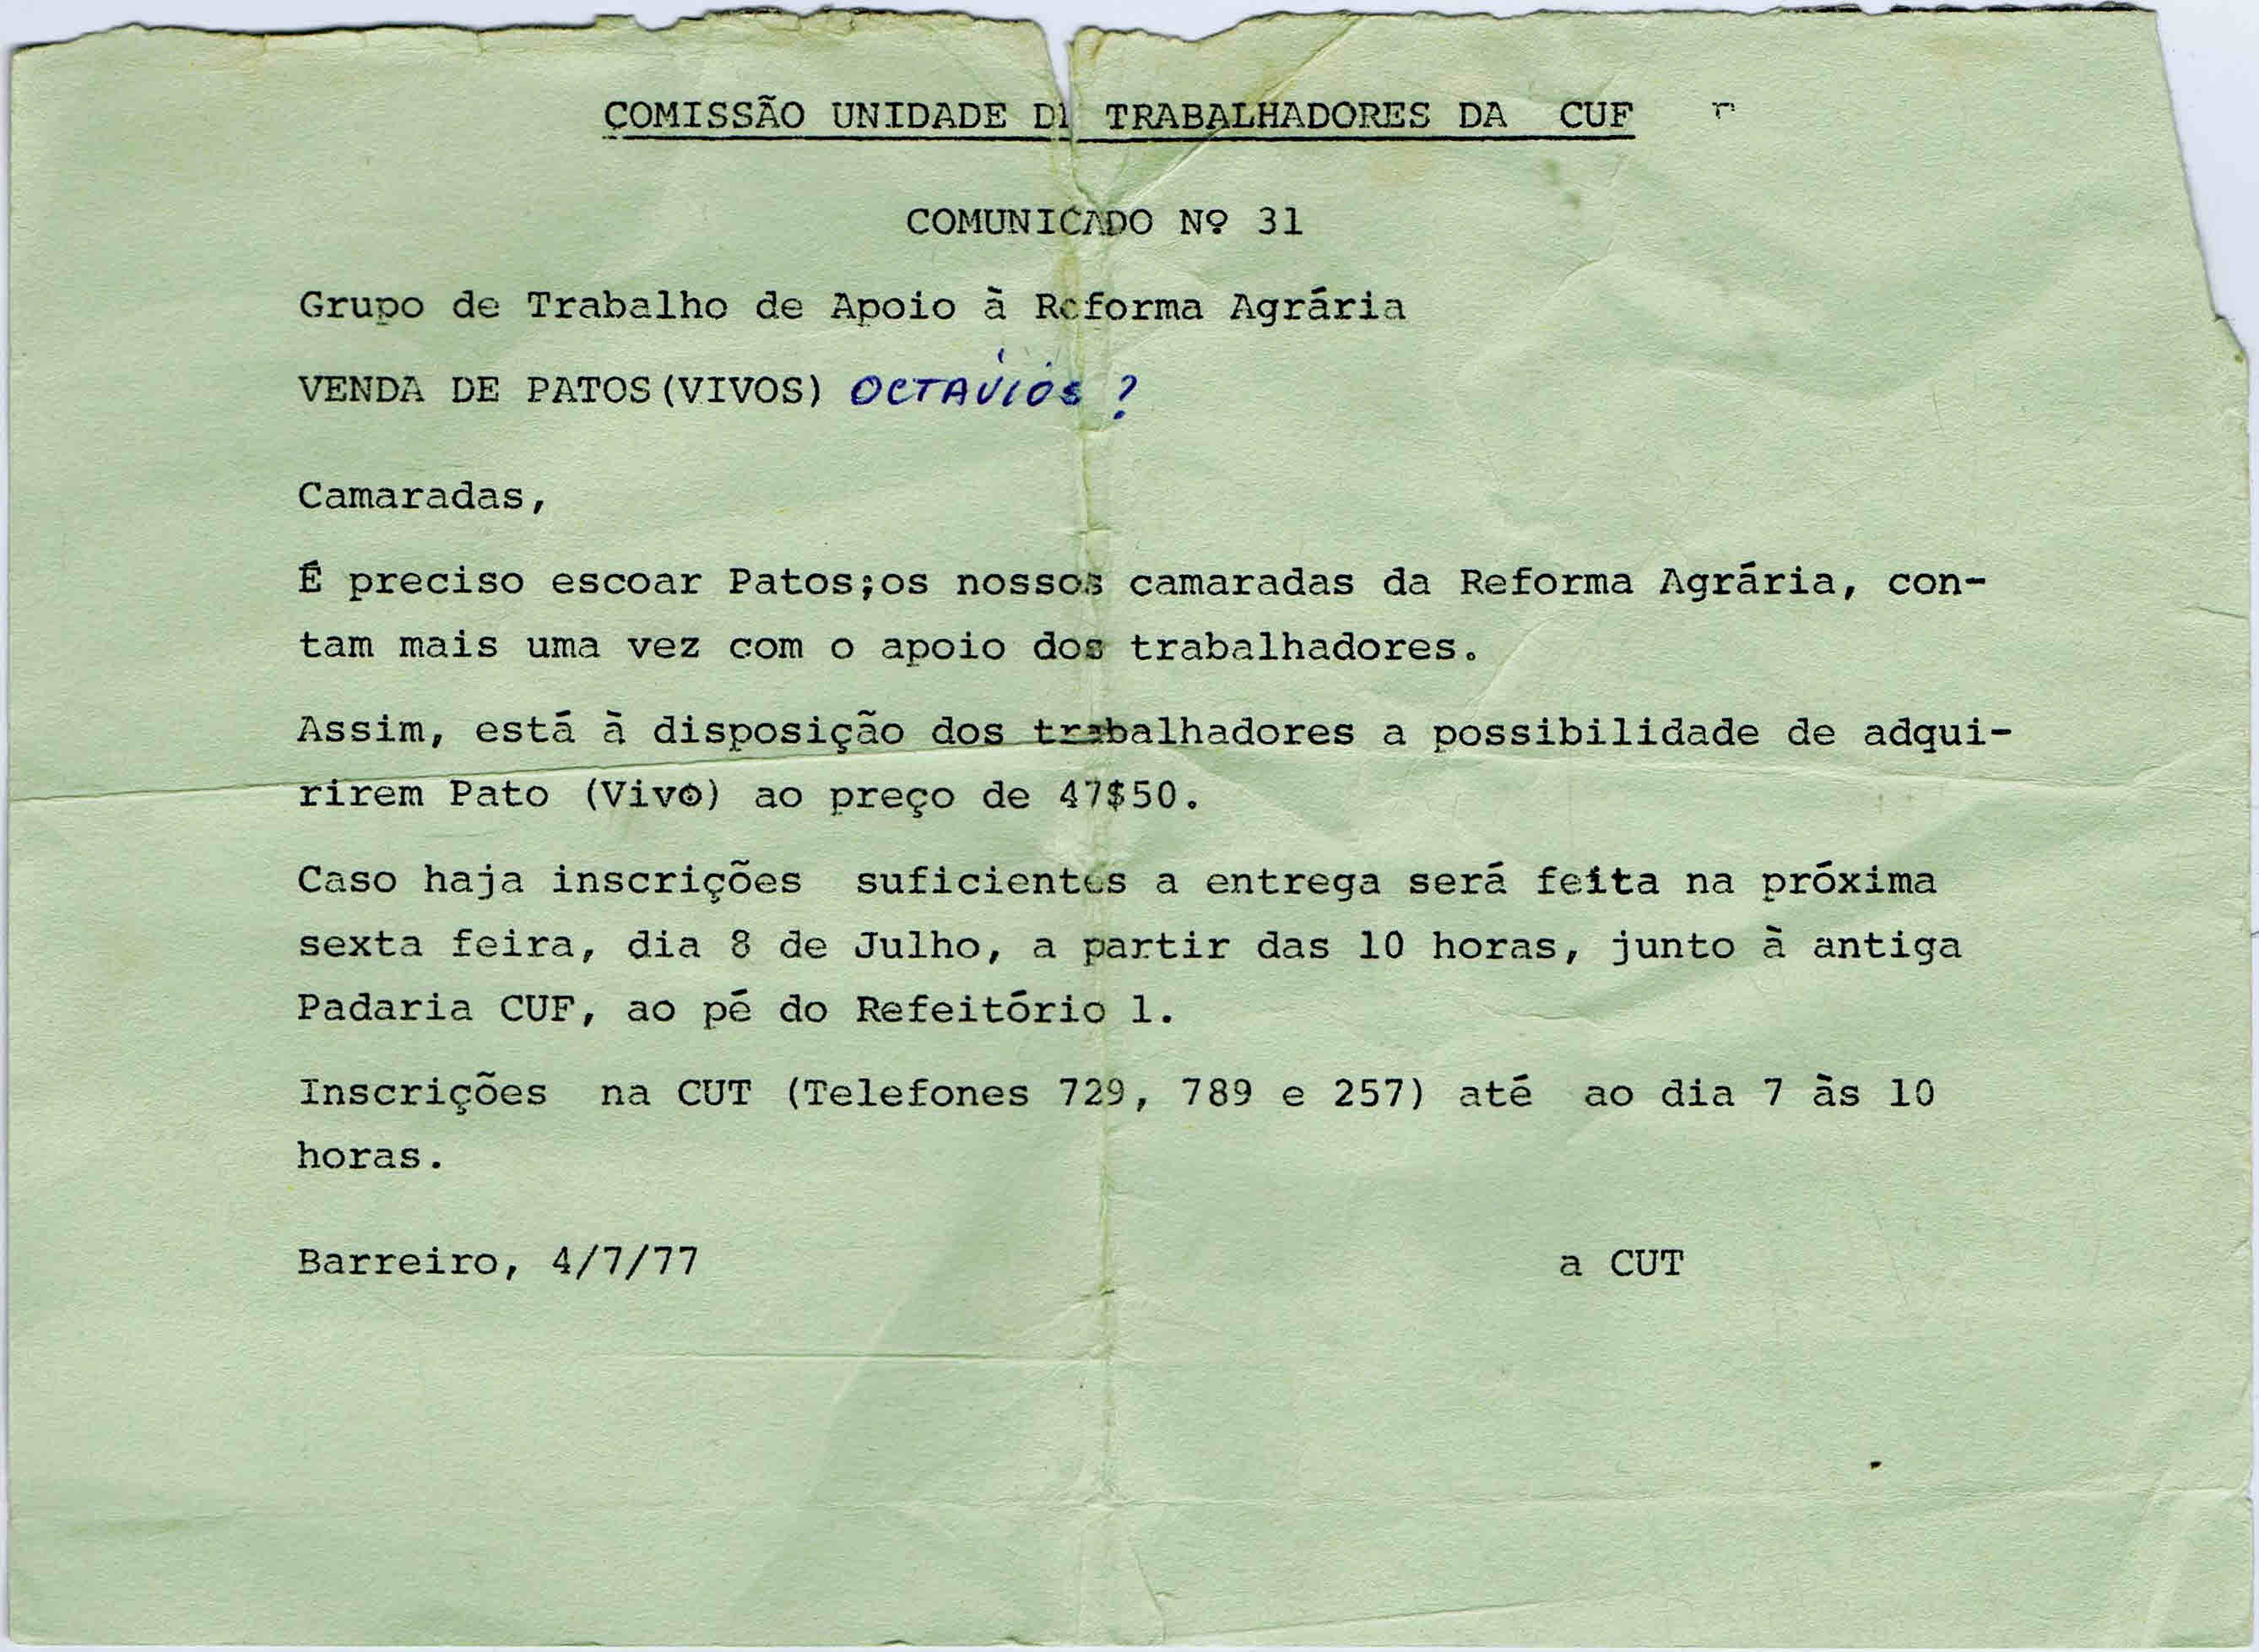 COMISSÃO UNIDADE DE TRABALHADORES DA CUF
COMUNICADO Nº 31
Grupo de Trabalho de Apoio à Reforma Agrária
VENDA DE PATOS(VIVOS) OCTAVIOS ?
Camaradas,
É preciso escoar Patos;os nossos camaradas da Reforma Agrária, con-
tam mais uma vez com o apoio dos trabalhadores.
Assim, está à disposição dos trabalhadores a possibilidade de adqui-
rirem Pato (Vivo) ao preço de 47$50.
Caso haja inscrições suficientes a entrega será feita na próxima
sexta feira, dia 8 de Julho, a partir das 10 horas, junto à antiga
Padaria CUF, ao pé do Refeitório 1.
Inscrições na CUT (Telefones 729, 789 e 257) até ao dia 7 às 10
horas.
Barreiro, 4/7/77 a CUT